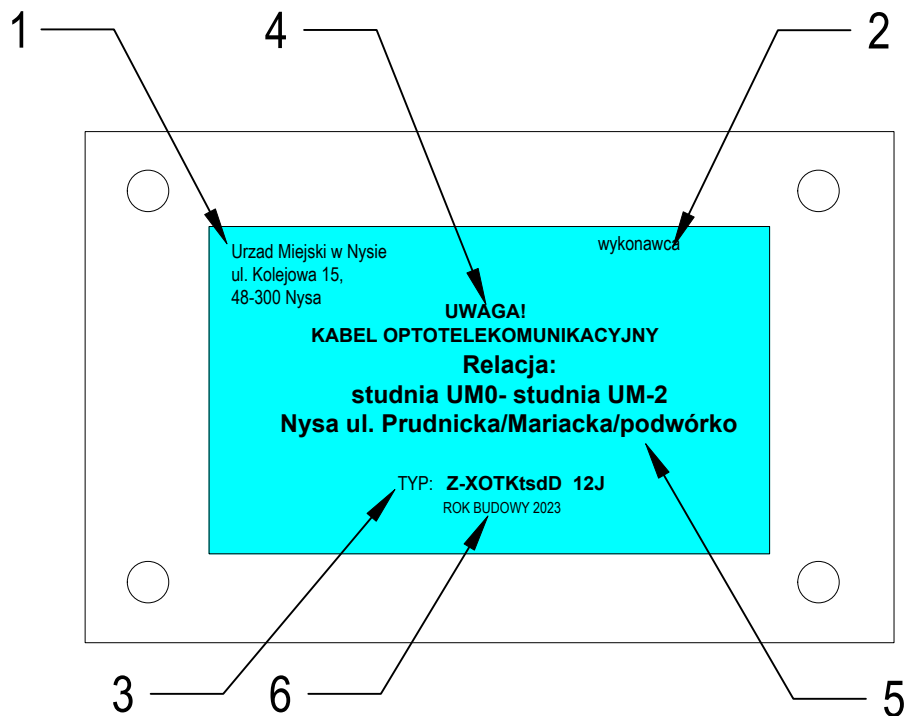 1
4
2
Urzad Miejski w Nysie
ul. Kolejowa 15,
48-300 Nysa
wykonawca
UWAGA!
KABEL OPTOTELEKOMUNIKACYJNY
Relacja:
studnia UM0- studnia UM-2
Nysa ul. Prudnicka/Mariacka/podwórko
TYP: Z-XOTKtsdD 12J
ROK BUDOWY 2023
3
6
5